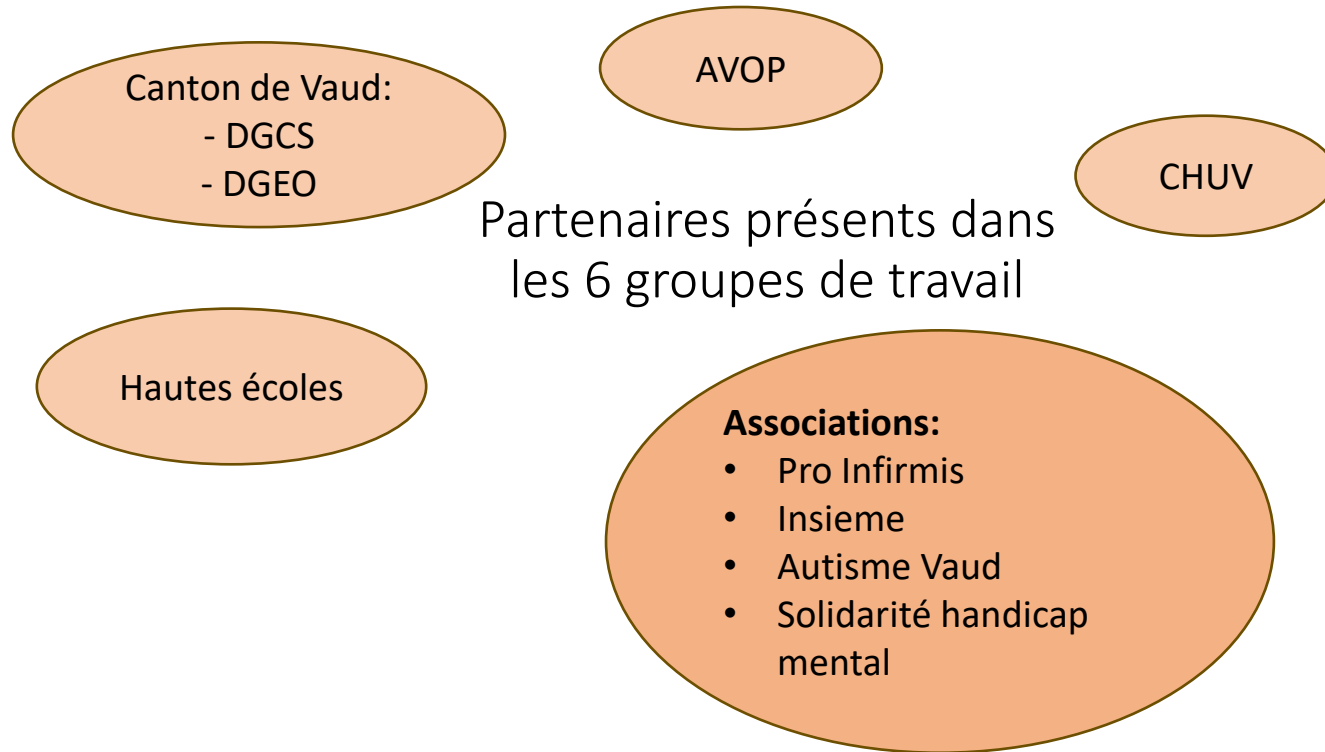 Canton de Vaud:
- DGCS
- DGEO
AVOP
CHUV
Partenaires présents dans
les 6 groupes de travail
Hautes écoles
Associations:
• Pro Infirmis
• Insieme
• Autisme Vaud
• Solidarité handicap
mental